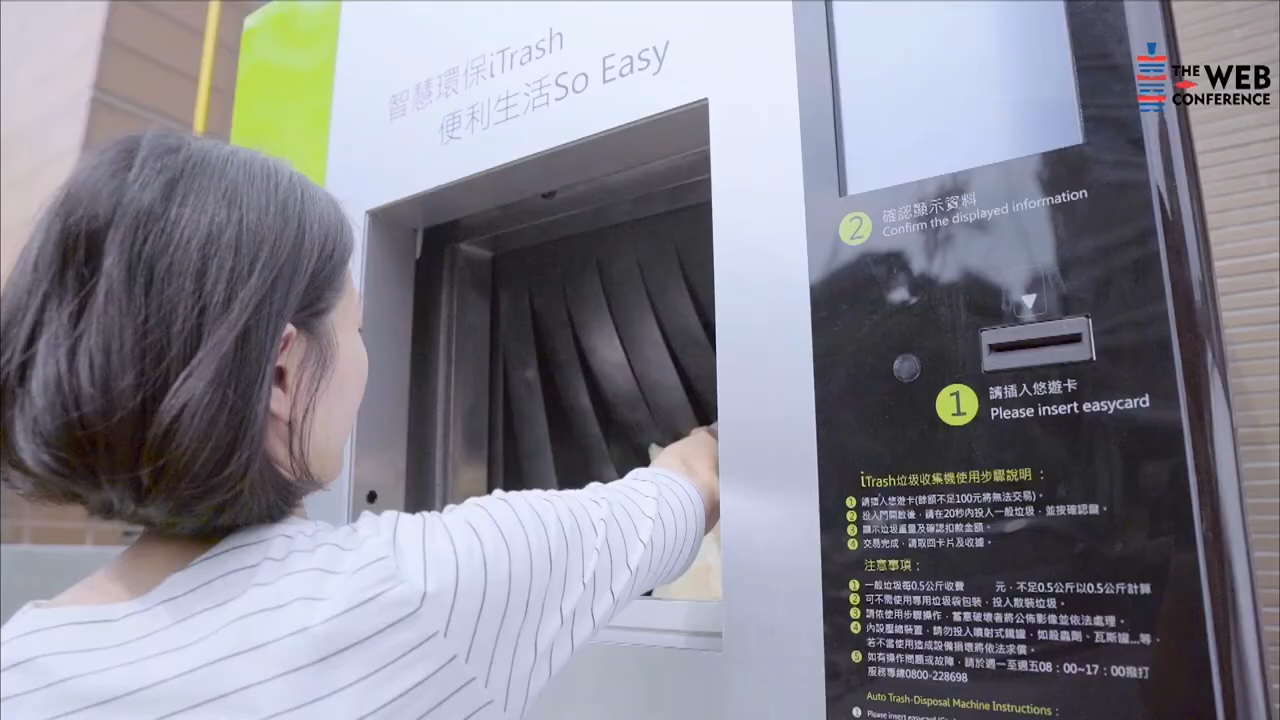 智慧環保iTrash
便利生活So Easy
THE WEB
CONFERENCE
2 確認顯示資料
Confirm the displayed information
1 請插入悠遊卡
Please insert easycard
iTrash垃圾收集機使用步驟說明：
1 請插入悠遊卡(餘額不足100元將無法交易)。
2 投入門開啟後，請在20秒內投入一般垃圾，並按確認鍵。
3 顯示垃圾重量及確認扣款金額。
4 交易完成，請取回卡片及收據。
注意事項：
1 一般垃圾每0.5公斤收費 元，不足0.5公斤以0.5公斤計算
2 可不需使用專用垃圾袋包裝，投入散裝垃圾。
3 請依使用步驟操作，蓄意破壞者將公佈影像並依法處理。
4 內設壓縮裝置，請勿投入噴射式鐵罐，如殺蟲劑、瓦斯罐...等。
若不當使用造成設備損壞將依法求償。
5 如有操作問題或故障，請於週一至週五08：00~17：00撥打
服務專線0800-228698
Auto Trash-Disposal Machine Instructions :
1 Please insert easycard